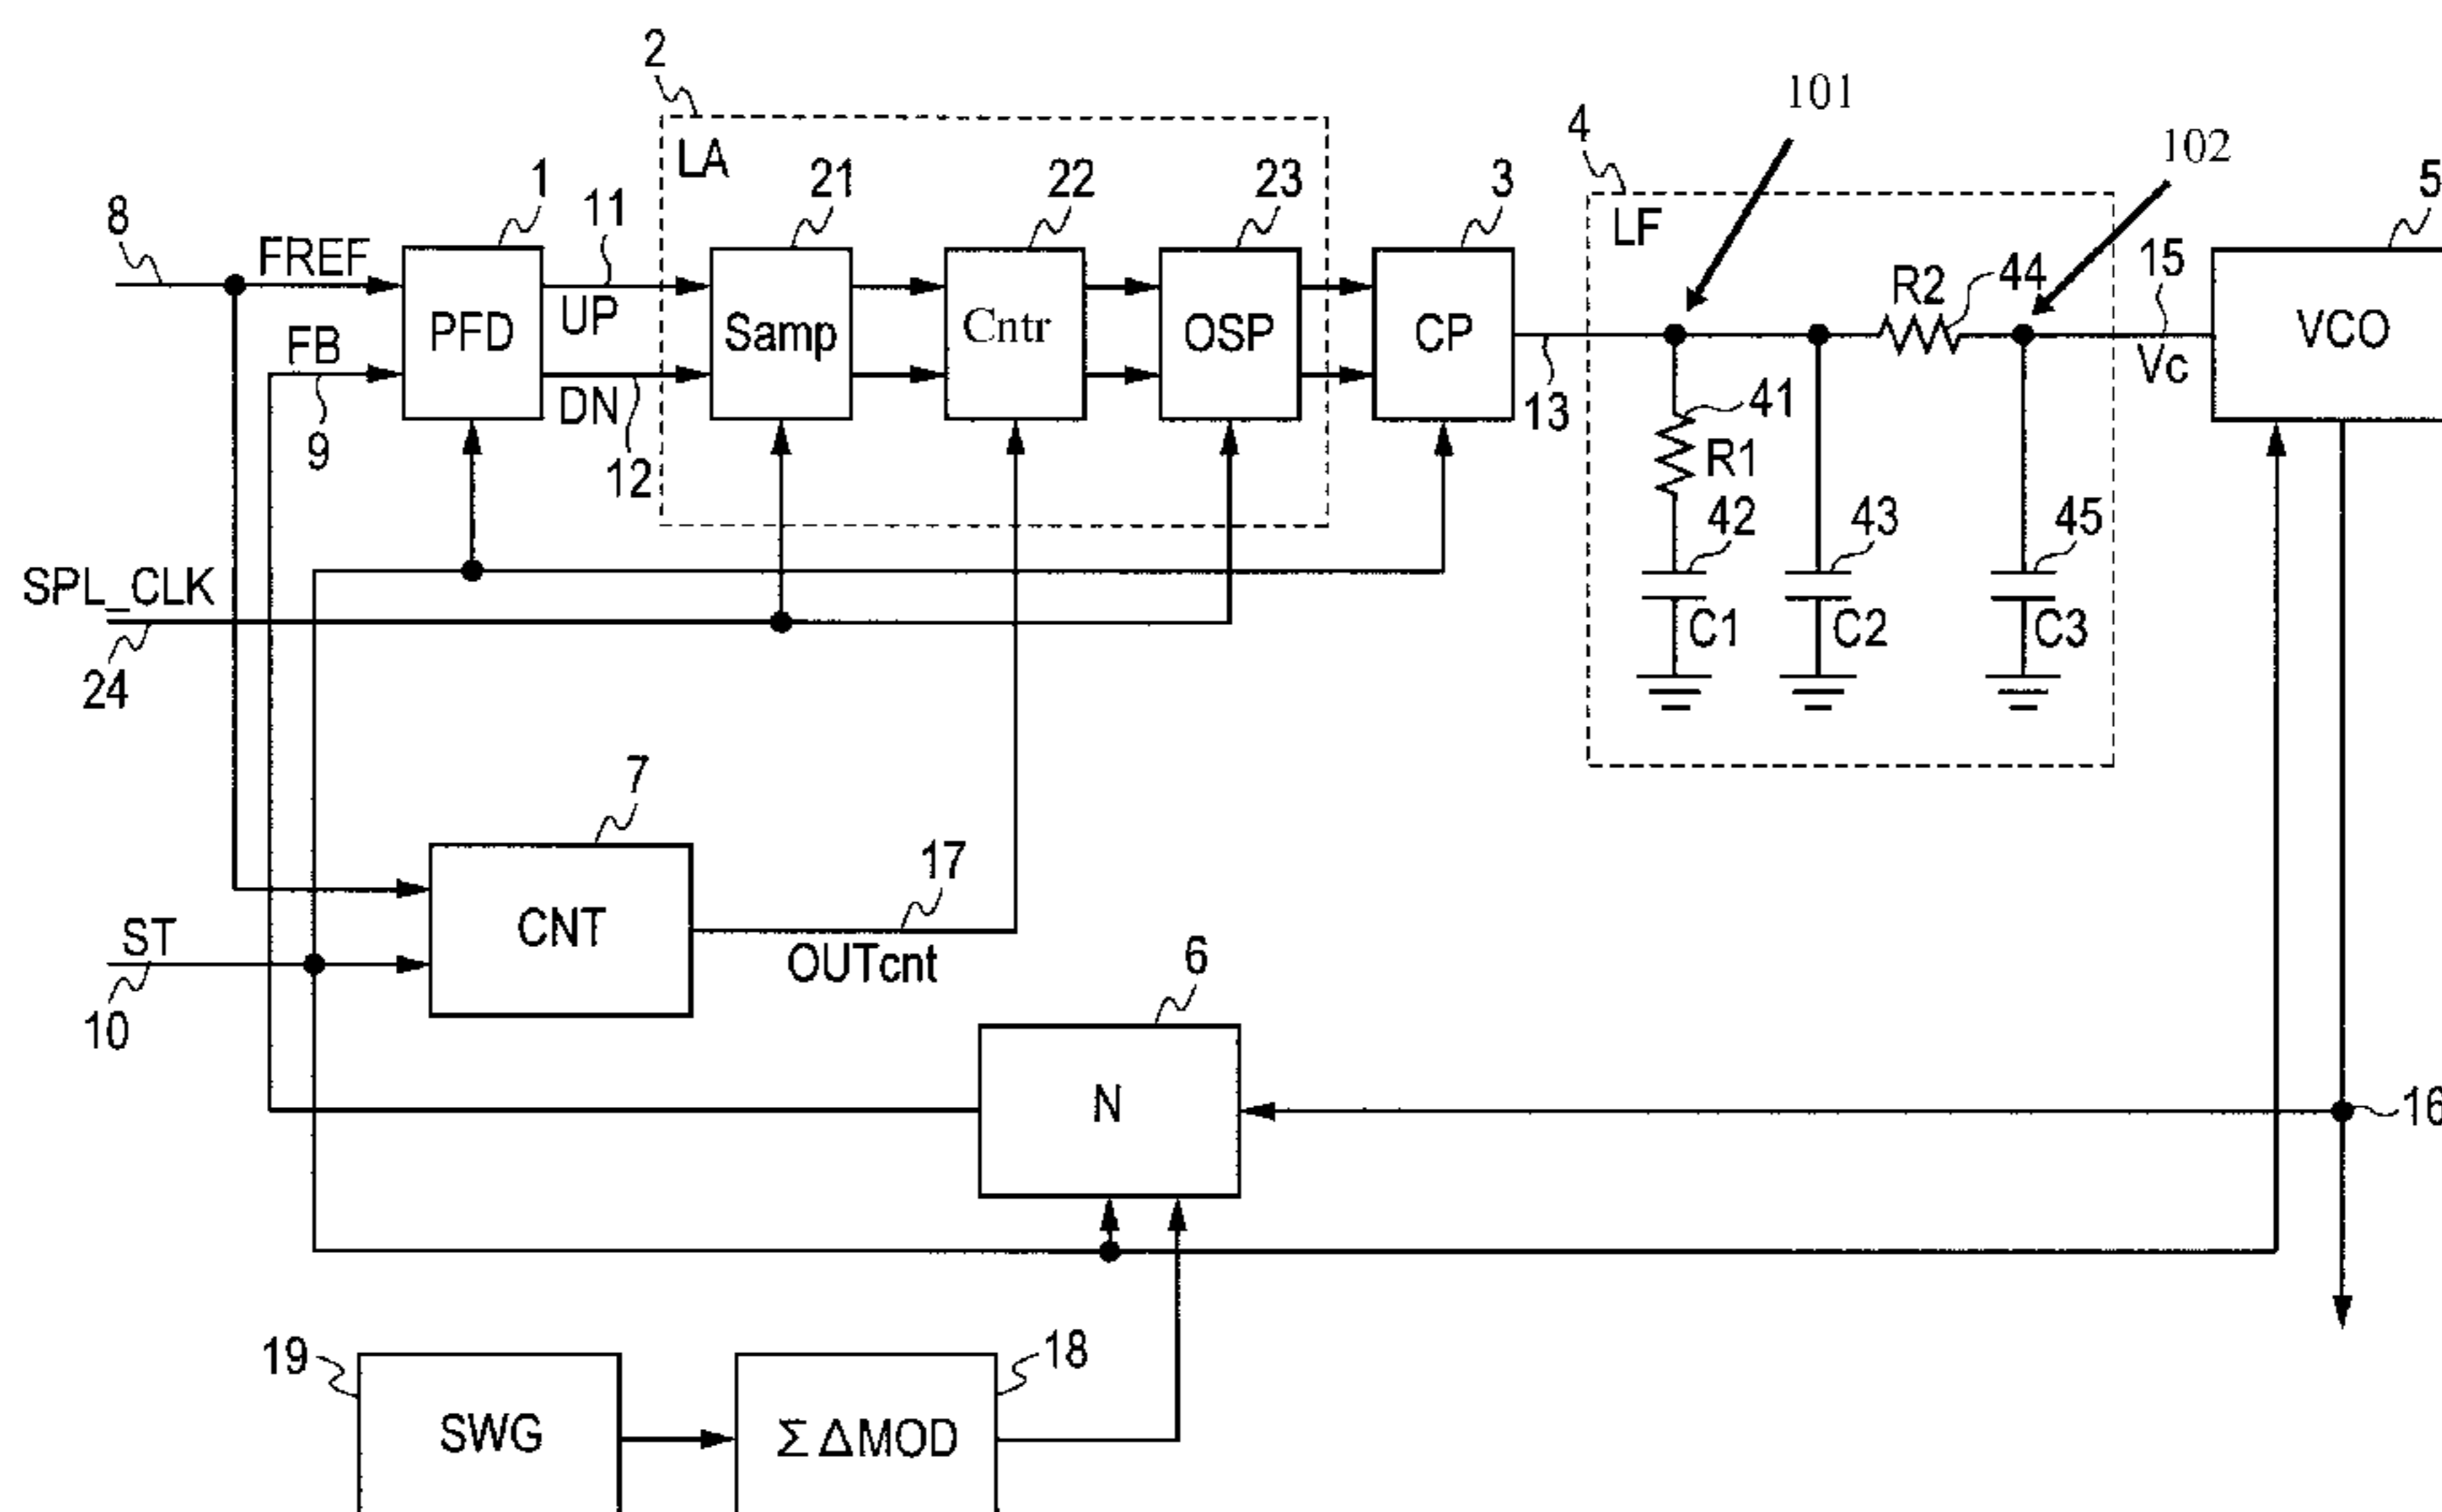 2
101
4
102
LA
1
11
21
22
23
3
LF
5
8
FREF
15
R2
44
PFD
UP
Samp
Cntr
OSP
CP
VCO
FB
Vc
DN
13
41
9
12
R1
42
43
45
SPL_CLK
C1
C2
C3
24
7
17
CNT
ST
OUTcnt
6
10
N
16
19
18
SWG
ΣΔMOD